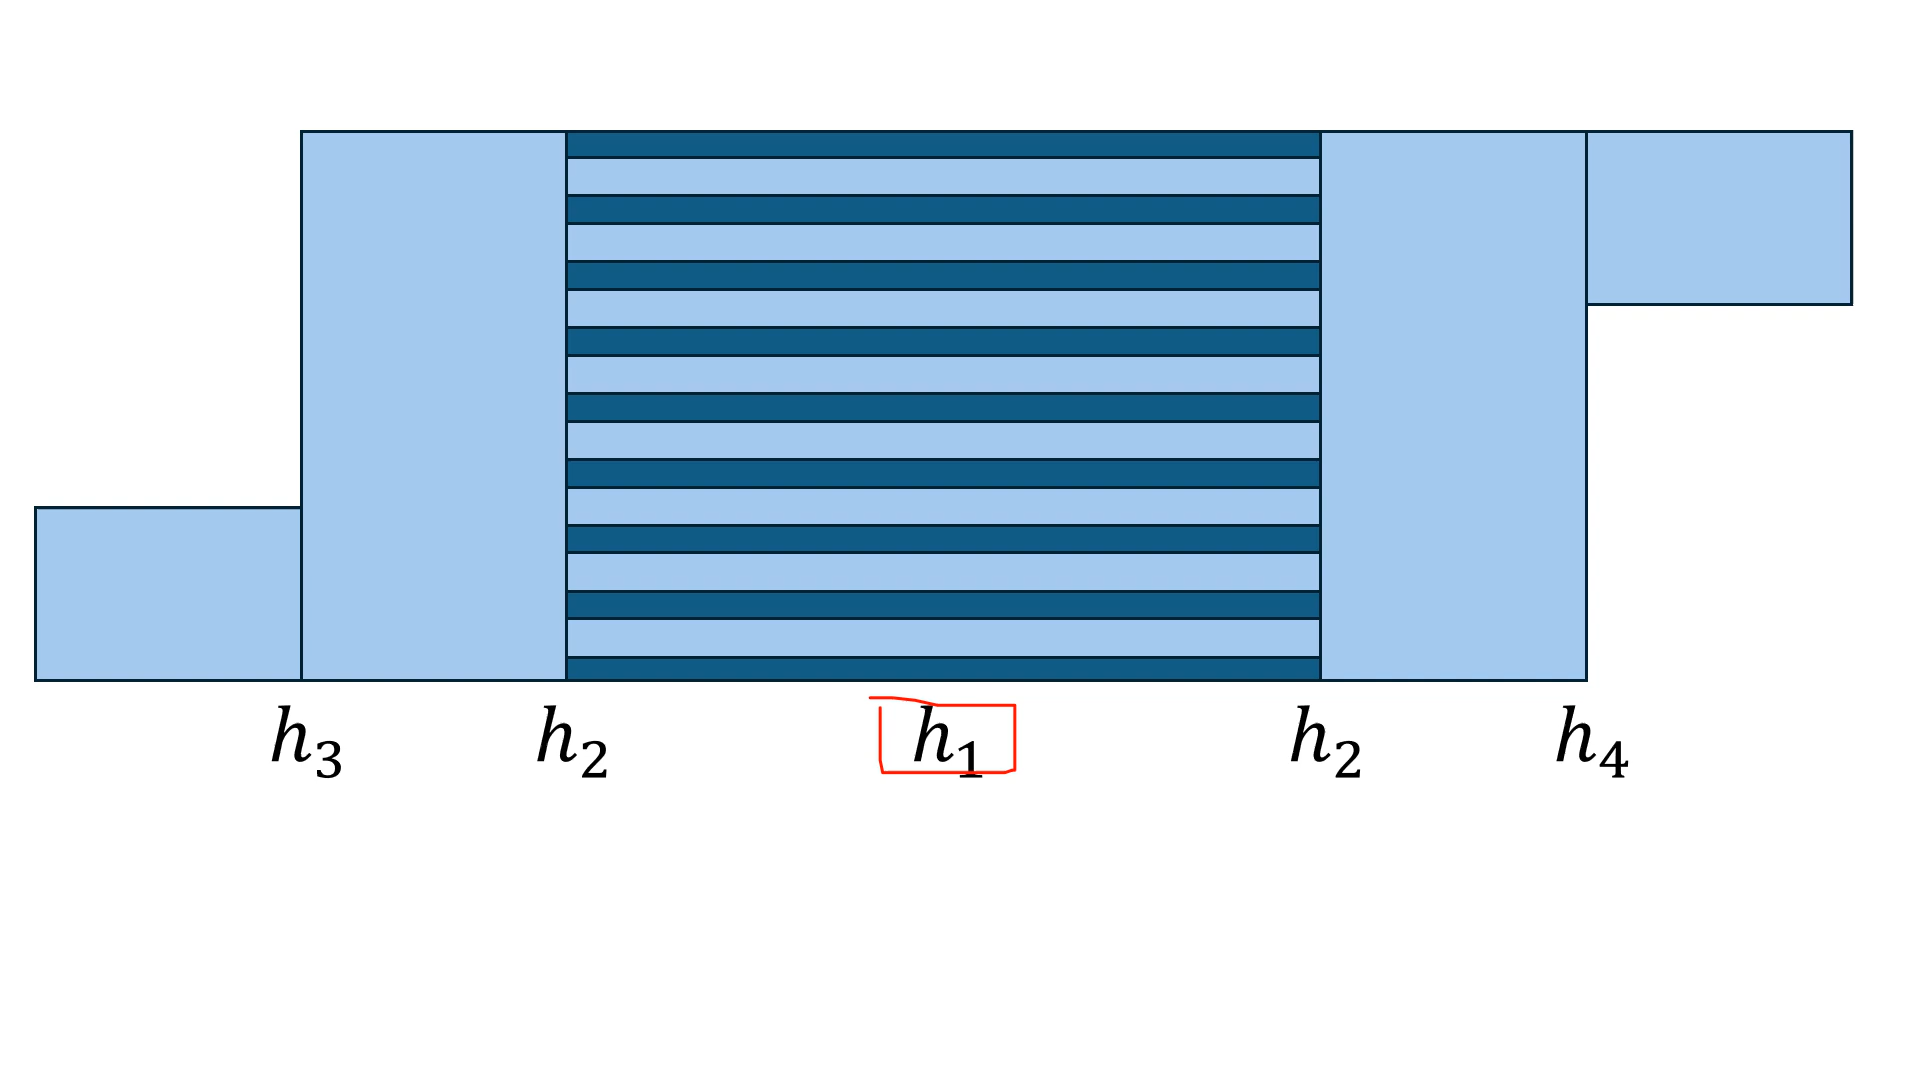 h₃ h₂ h₁ h₂ h₄